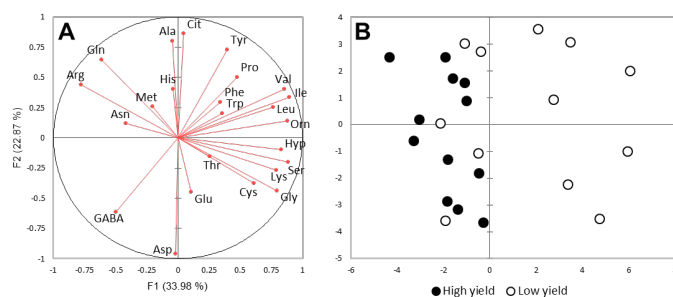 A
B
Ala
Cit
Tyr
Gln
Pro
Arg
His
Val
Ile
Met
Phe
Trp
Leu
Asn
Orn
Hyp
Thr
Ser
Lys
Glu
Cys
Gly
GABA
Asp
1
0.75
0.5
0.25
0
-0.25
-0.5
-0.75
-1
F2 (22.87 %)
-1 -0.75 -0.5 -0.25 0 0.25 0.5 0.75 1
F1 (33.98 %)
4
3
2
1
0
-1
-2
-3
-4
-5
-6 -4 -2 0 2 4 6 8
High yield Low yield